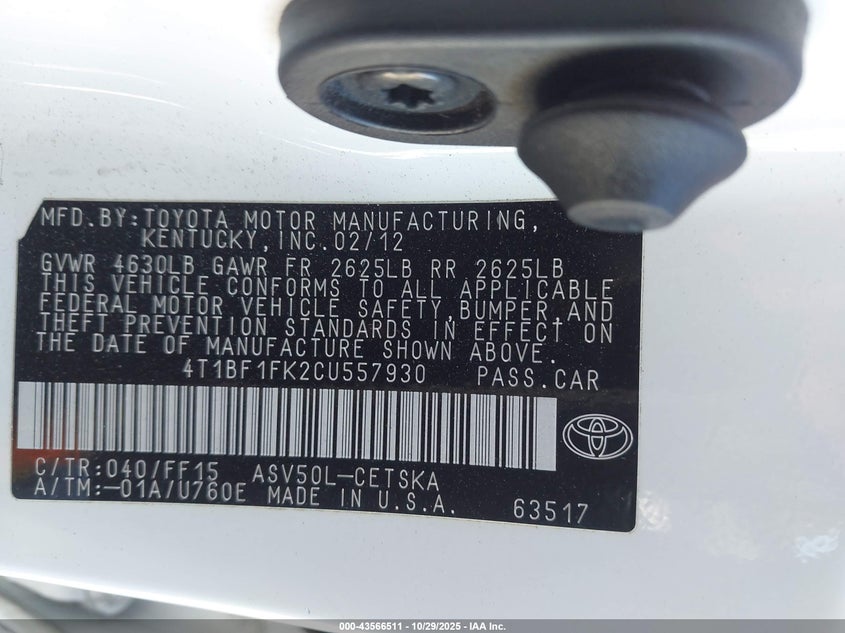 MFD.BY:TOYOTA MOTOR MANUFACTURING,
KENTUCKY,INC.02/12
GVWR 4630LB GAWR FR 2625LB RR 2625LB
THIS VEHICLE CONFORMS TO ALL APPLICABLE
FEDERAL MOTOR VEHICLE SAFETY,BUMPER,AND
THEFT PREVENTION STANDARDS IN EFFECT ON
THE DATE OF MANUFACTURE SHOWN ABOVE.
4T1BF1FK2CU557930 PASS.CAR
C/TR:040/FF15 ASV50L-CETSKA
A/TM:-01A/U760E MADE IN U.S.A. 63517
000-43566511 - 10/29/2025 - IAA Inc.